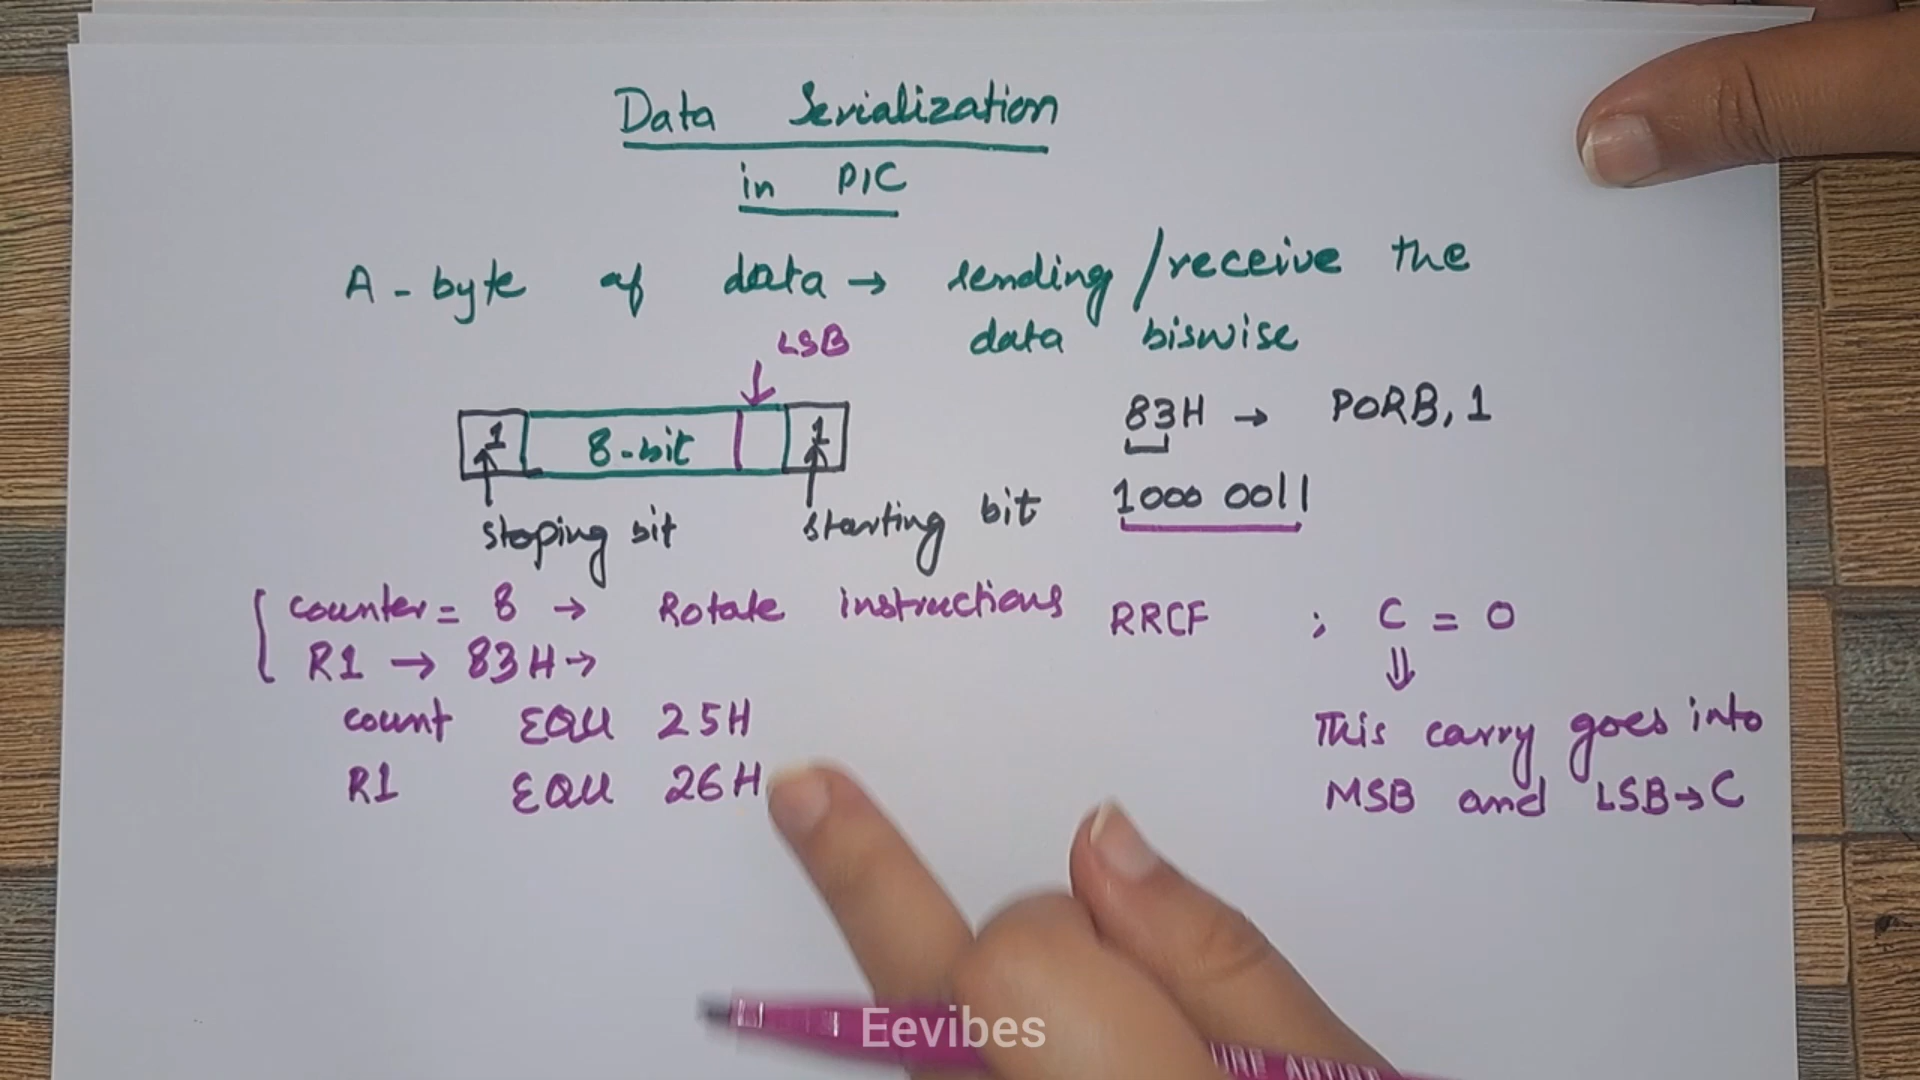 Data Serialization
in PIC
A - byte of data → sending /receive the
data biswise
LSB
1 8-bit 1
stoping bit
starting bit
83H → PORB, 1
1000 0011
counter = 8 → Rotate instructions
R1 → 83H →
count EQU 25H
R1 EQU 26H
RRCF ; C = 0
This carry goes into
MSB and LSB→C
Eevibes